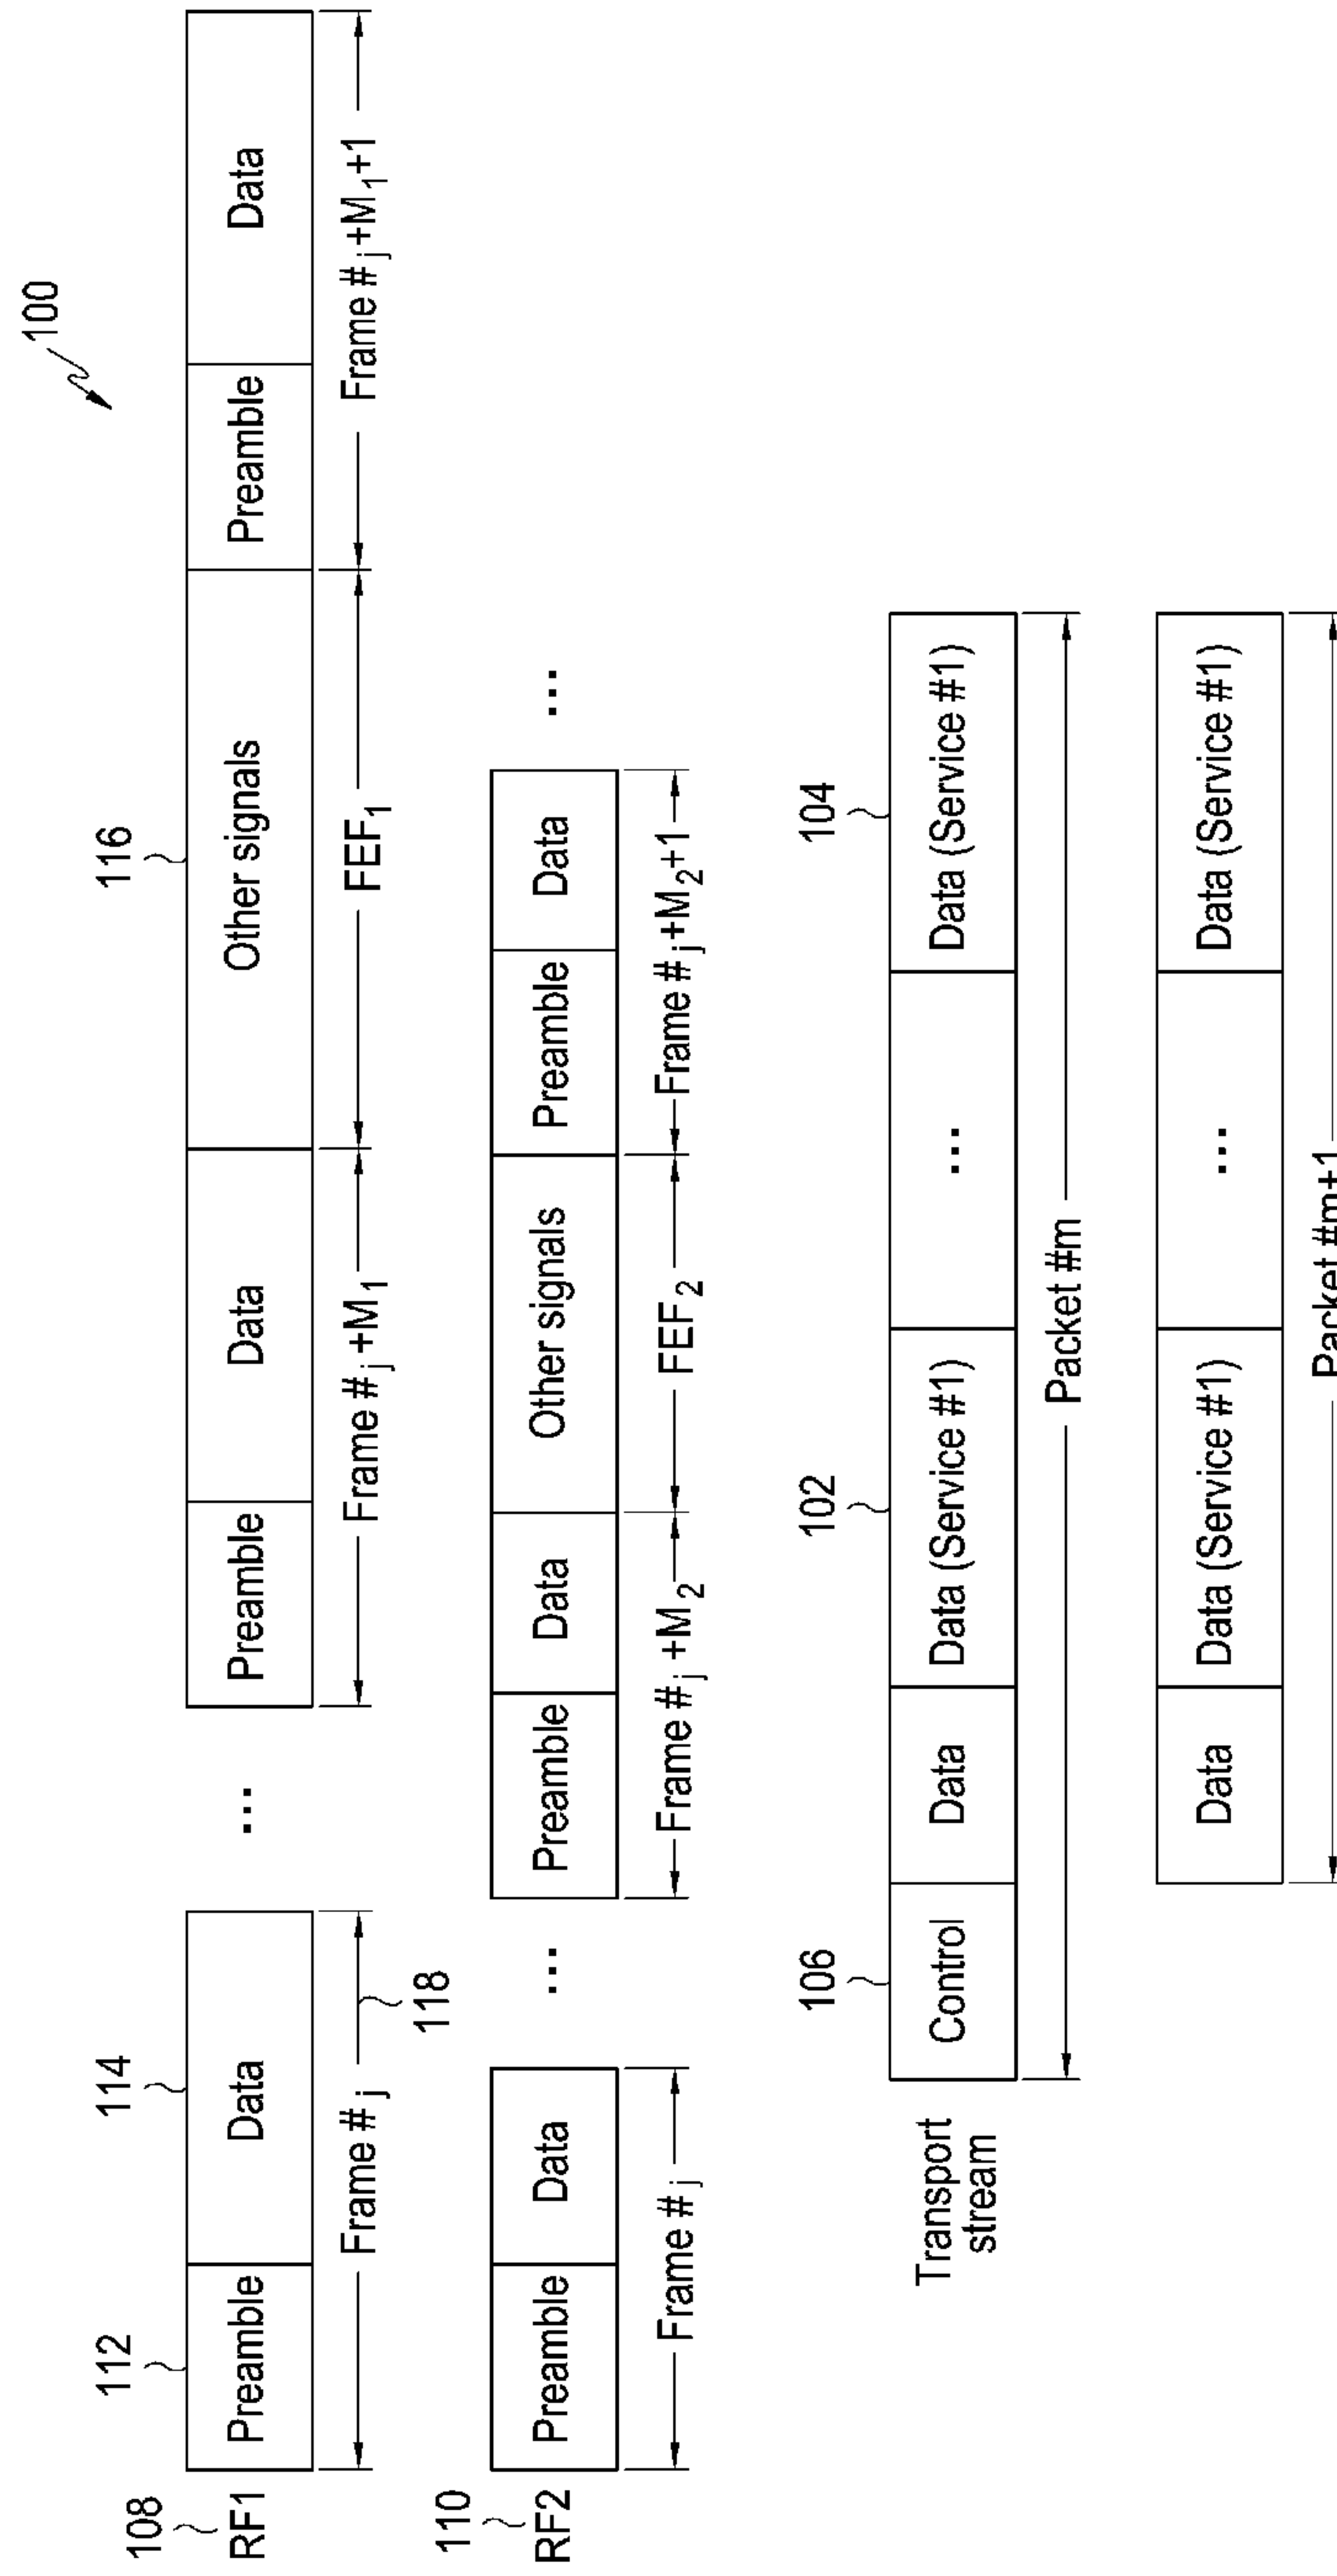 100
108
112
114
116
RF1
Preamble
Data
...
Preamble
Data
Other signals
Preamble
Data
Frame # j
118
Frame # j +M1
FEF1
Frame # j +M1+1
110
RF2
Preamble
Data
...
Preamble
Data
Other signals
Preamble
Data
...
Frame # j
Frame # j +M2
FEF2
Frame # j +M2+1
106
102
104
Transport
stream
Control
Data
Data (Service #1)
...
Data (Service #1)
Packet #m
Data
Data (Service #1)
...
Data (Service #1)
Packet #m+1